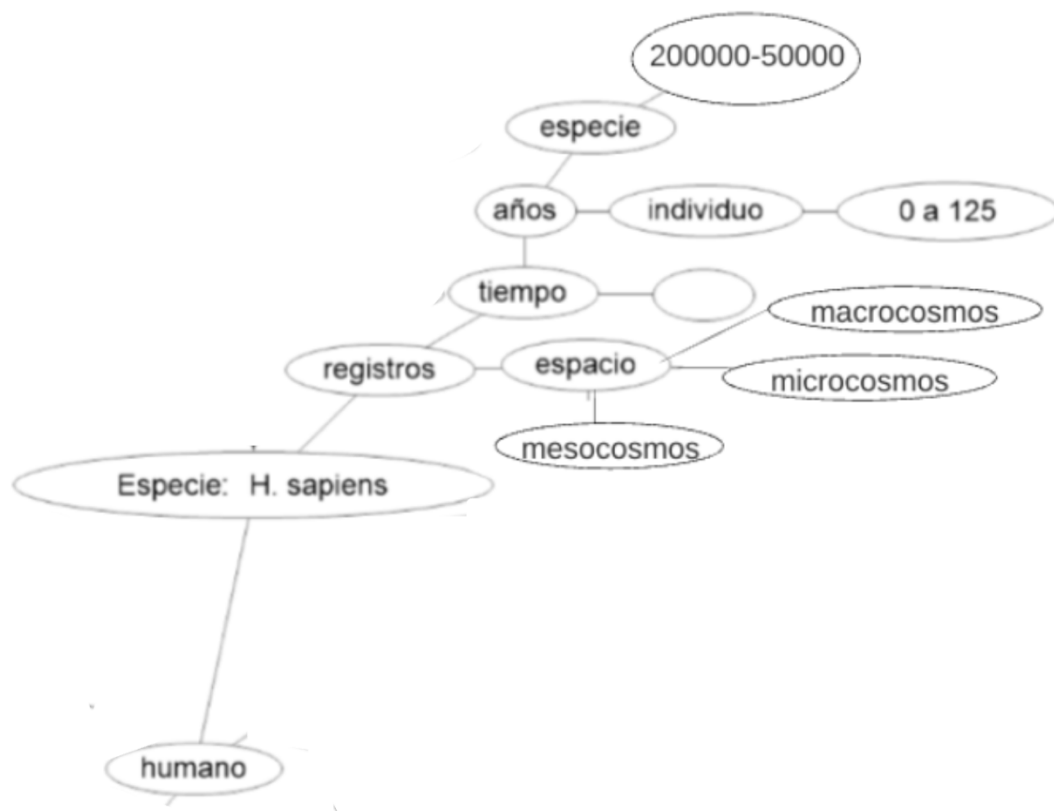 200000-50000
especie
años
individuo
0 a 125
tiempo
macrocosmos
registros
espacio
microcosmos
mesocosmos
Especie: H. sapiens
humano